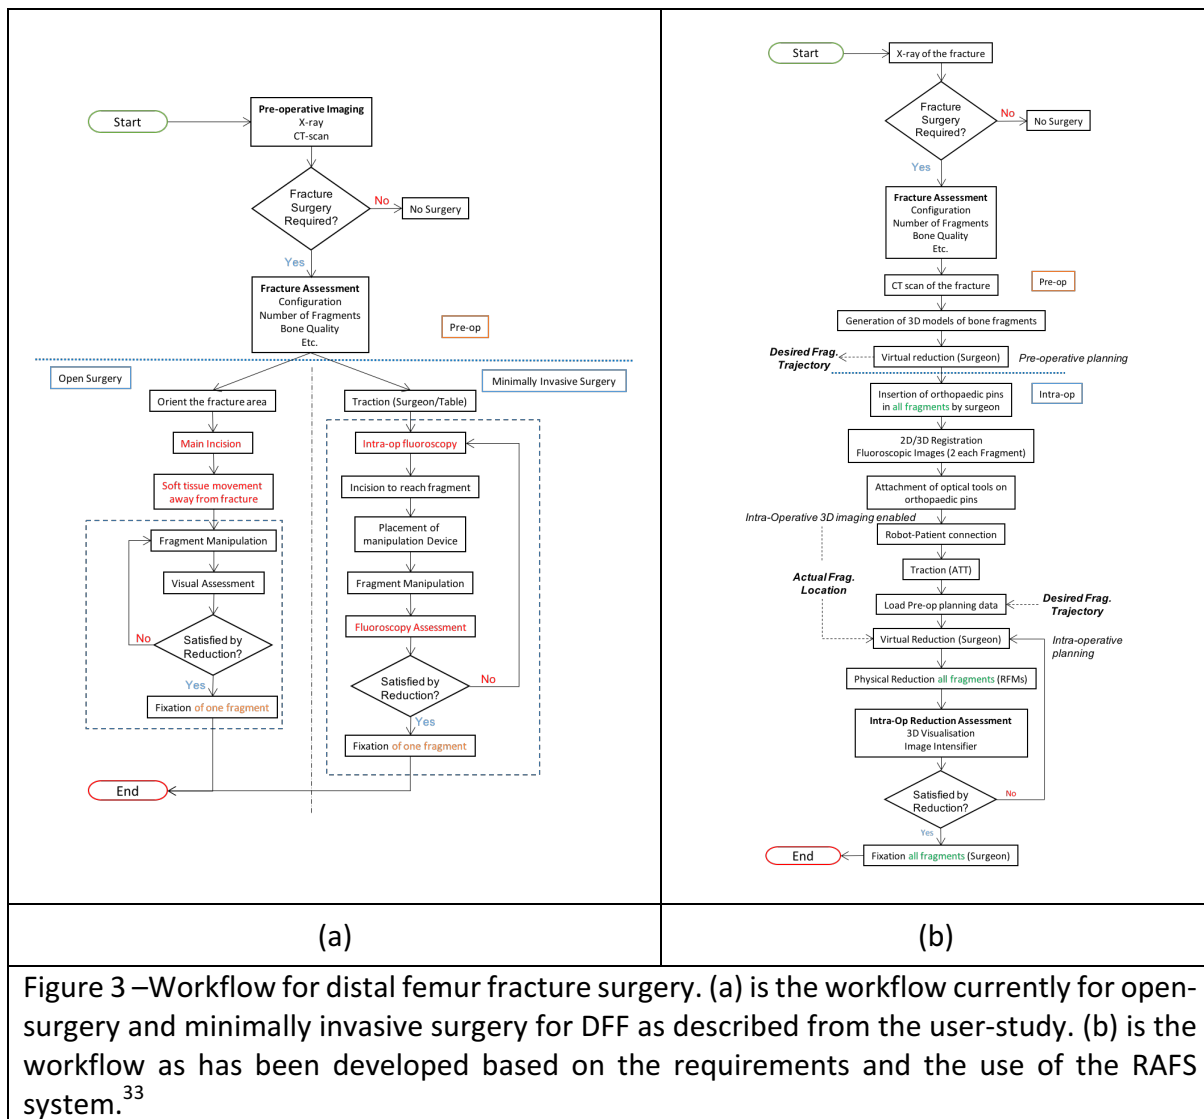 Start
Pre-operative Imaging
X-ray
CT-scan
Fracture
Surgery
Required?
No
No Surgery
Yes
Fracture Assessment
Configuration
Number of Fragments
Bone Quality
Etc.
Pre-op
Open Surgery
Minimally Invasive Surgery
Orient the fracture area
Main Incision
Soft tissue movement
away from fracture
Fragment Manipulation
Visual Assessment
Satisfied by
Reduction?
No
Yes
Fixation of one fragment
Traction (Surgeon/Table)
Intra-op fluoroscopy
Incision to reach fragment
Placement of
manipulation Device
Fragment Manipulation
Fluoroscopy Assessment
Satisfied by
Reduction?
No
Yes
Fixation of one fragment
End
(a)
Start
X-ray of the fracture
Fracture
Surgery
Required?
No
No Surgery
Yes
Fracture Assessment
Configuration
Number of Fragments
Bone Quality
Etc.
CT scan of the fracture
Pre-op
Generation of 3D models of bone fragments
Desired Frag.
Trajectory
Virtual reduction (Surgeon)
Pre-operative planning
Insertion of orthopaedic pins
in all fragments by surgeon
Intra-op
2D/3D Registration
Fluoroscopic Images (2 each Fragment)
Attachment of optical tools on
orthopaedic pins
Intra-Operative 3D imaging enabled
Robot-Patient connection
Traction (ATT)
Actual Frag.
Location
Load Pre-op planning data
Desired Frag.
Trajectory
Virtual Reduction (Surgeon)
Intra-operative
planning
Physical Reduction all fragments (RFMs)
Intra-Op Reduction Assessment
3D Visualisation
Image Intensifier
Satisfied by
Reduction?
No
Yes
Fixation all fragments (Surgeon)
End
(b)
Figure 3 –Workflow for distal femur fracture surgery. (a) is the workflow currently for open-
surgery and minimally invasive surgery for DFF as described from the user-study. (b) is the
workflow as has been developed based on the requirements and the use of the RAFS
system.33